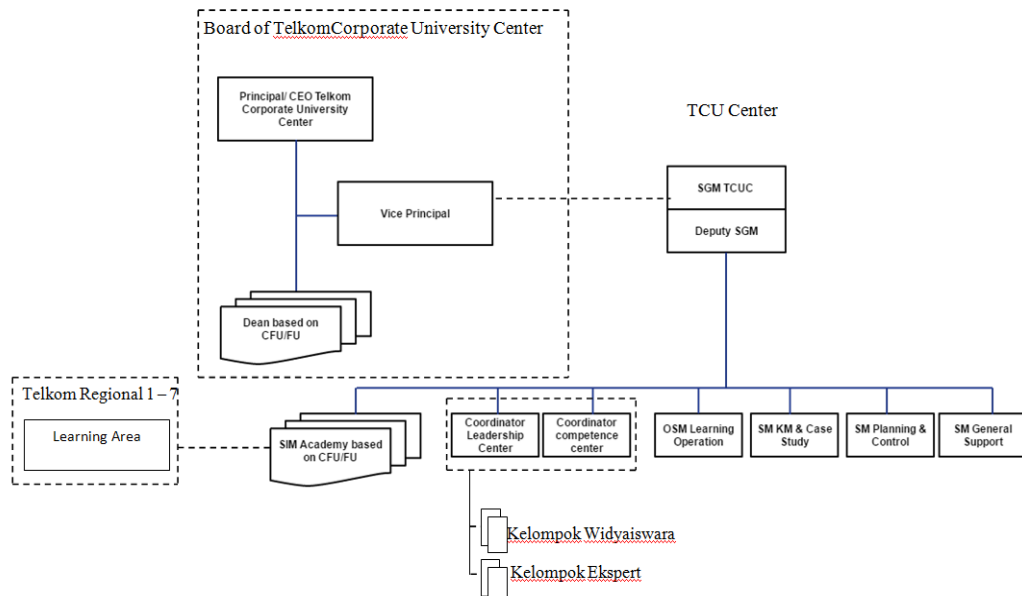 Board of TelkomCorporate University Center
Principal/ CEO Telkom
Corporate University
Center
TCU Center
SGM TCUC
Vice Principal
Deputy SGM
Dean based on
CFU/FU
Telkom Regional 1 – 7
Learning Area
SIM Academy based
on CFU/FU
Coordinator
Leadership
Center
Coordinator
competence
center
OSM Learning
Operation
SM KM & Case
Study
SM Planning &
Control
SM General
Support
Kelompok Widyaiswara
Kelompok Ekspert